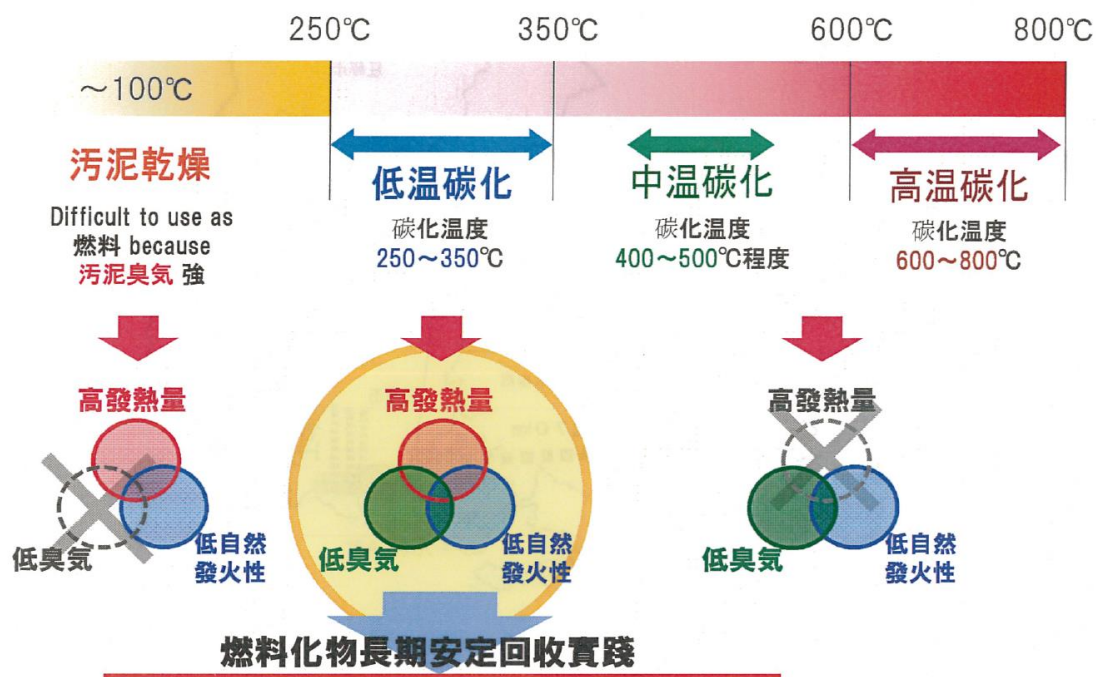 250℃ 350℃ 600℃ 800℃
～100℃
汚泥乾燥
Difficult to use as
燃料 because
汚泥臭気 強
低温碳化
碳化温度
250～350℃
中温碳化
碳化温度
400～500℃程度
高温碳化
碳化温度
600～800℃
高發熱量
低臭気
低自然
發火性
高發熱量
低臭気
低自然
發火性
高發熱量
低臭気
低自然
發火性
燃料化物長期安定回收實踐